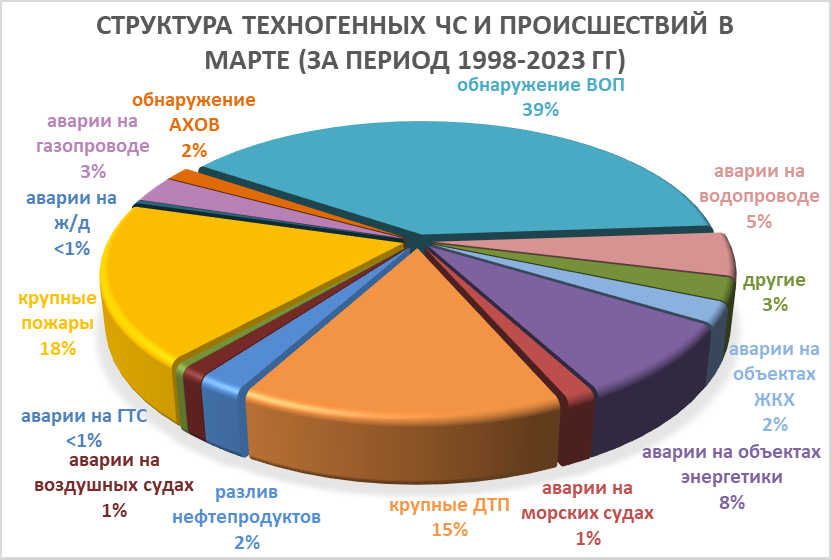 СТРУКТУРА ТЕХНОГЕННЫХ ЧС И ПРОИСШЕСТВИЙ В
МАРТЕ (ЗА ПЕРИОД 1998-2023 ГГ)
обнаружение ВОП
39%
обнаружение
АХОВ
2%
аварии на
газопроводе
3%
аварии на
ж/д
<1%
крупные
пожары
18%
аварии на ГТС
<1%
аварии на
воздушных судах
1%
разлив
нефтепродуктов
2%
крупные ДТП
15%
аварии на
морских судах
1%
аварии на объектах
энергетики
8%
аварии на
объектах
ЖКХ
2%
другие
3%
аварии на
водопроводе
5%